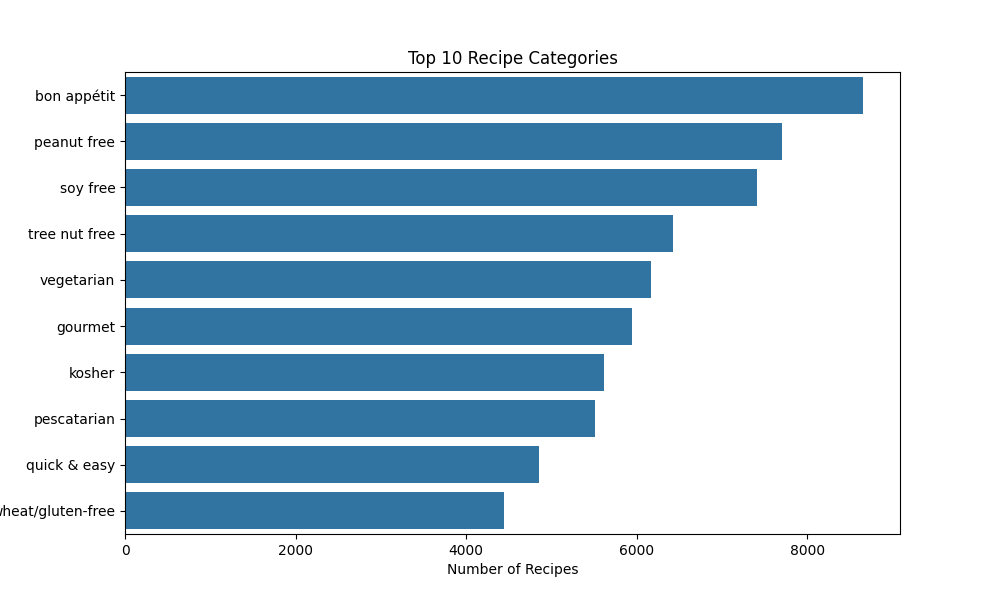 Top 10 Recipe Categories
bon appétit
peanut free
soy free
tree nut free
vegetarian
gourmet
kosher
pescatarian
quick & easy
wheat/gluten-free
0 2000 4000 6000 8000
Number of Recipes